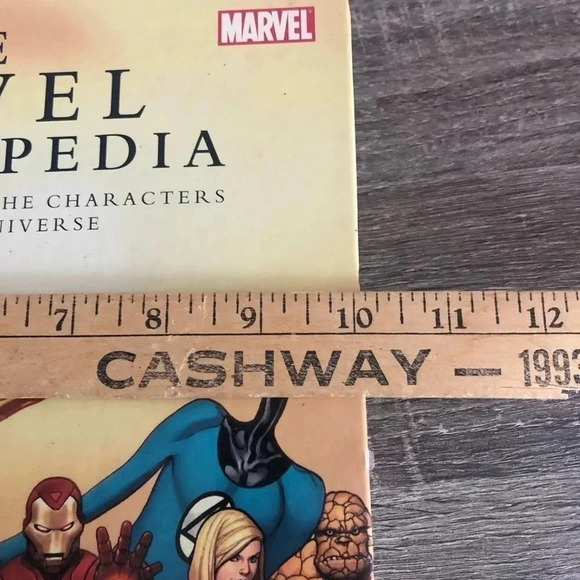 MARVEL
E
VEL
PEDIA
HE CHARACTERS
NIVERSE
7 8 9 10 11 12
CASHWAY — 1993